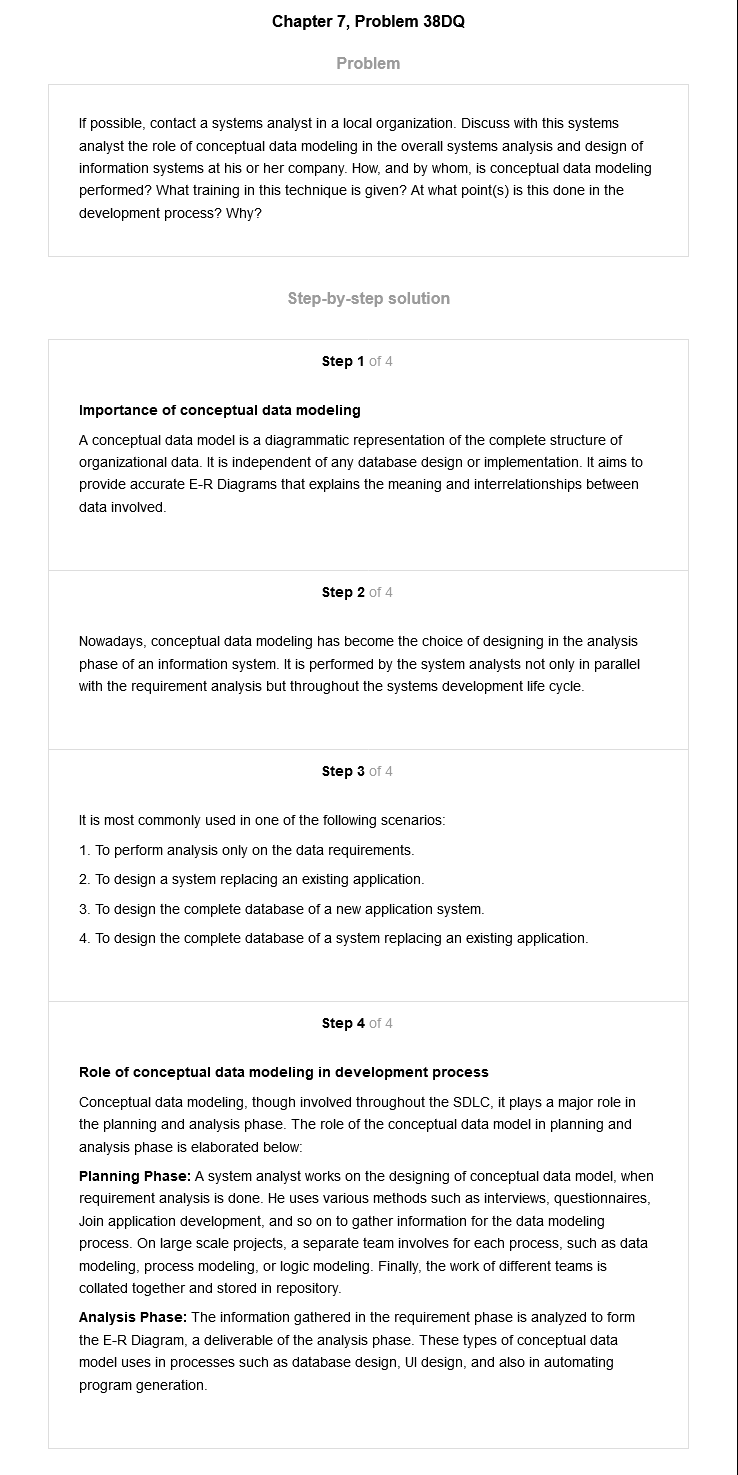 Chapter 7, Problem 38DQ
Problem
If possible, contact a systems analyst in a local organization. Discuss with this systems
analyst the role of conceptual data modeling in the overall systems analysis and design of
information systems at his or her company. How, and by whom, is conceptual data modeling
performed? What training in this technique is given? At what point(s) is this done in the
development process? Why?
Step-by-step solution
Step 1 of 4
Importance of conceptual data modeling
A conceptual data model is a diagrammatic representation of the complete structure of
organizational data. It is independent of any database design or implementation. It aims to
provide accurate E-R Diagrams that explains the meaning and interrelationships between
data involved.
Step 2 of 4
Nowadays, conceptual data modeling has become the choice of designing in the analysis
phase of an information system. It is performed by the system analysts not only in parallel
with the requirement analysis but throughout the systems development life cycle.
Step 3 of 4
It is most commonly used in one of the following scenarios:
1. To perform analysis only on the data requirements.
2. To design a system replacing an existing application.
3. To design the complete database of a new application system.
4. To design the complete database of a system replacing an existing application.
Step 4 of 4
Role of conceptual data modeling in development process
Conceptual data modeling, though involved throughout the SDLC, it plays a major role in
the planning and analysis phase. The role of the conceptual data model in planning and
analysis phase is elaborated below:
Planning Phase: A system analyst works on the designing of conceptual data model, when
requirement analysis is done. He uses various methods such as interviews, questionnaires,
Join application development, and so on to gather information for the data modeling
process. On large scale projects, a separate team involves for each process, such as data
modeling, process modeling, or logic modeling. Finally, the work of different teams is
collated together and stored in repository.
Analysis Phase: The information gathered in the requirement phase is analyzed to form
the E-R Diagram, a deliverable of the analysis phase. These types of conceptual data
model uses in processes such as database design, UI design, and also in automating
program generation.